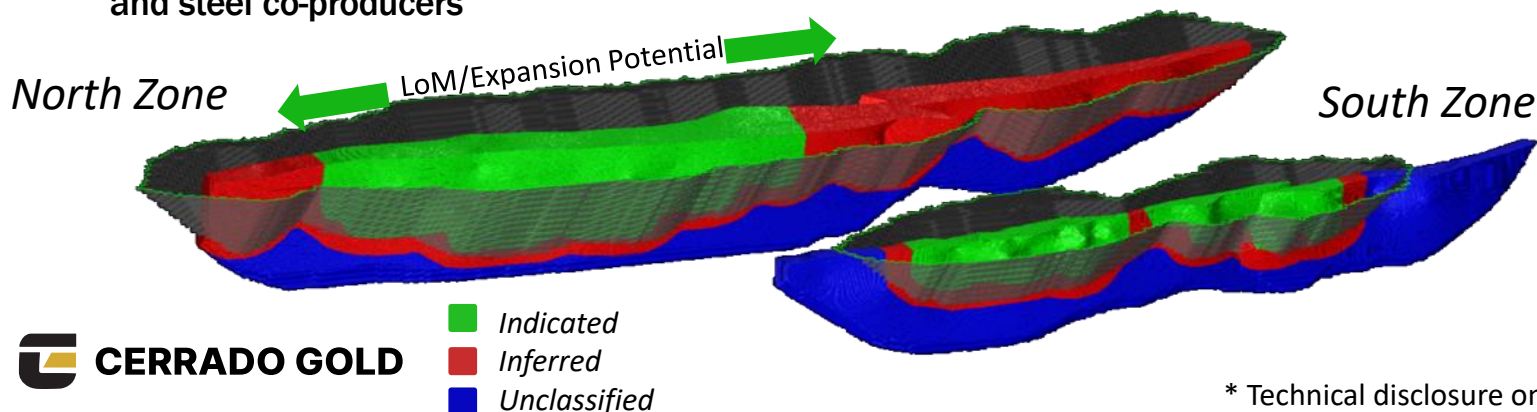 and steel co-producers
LoM/Expansion Potential
North Zone
South Zone
CERRADO GOLD
Indicated
Inferred
Unclassified
* Technical disclosure or